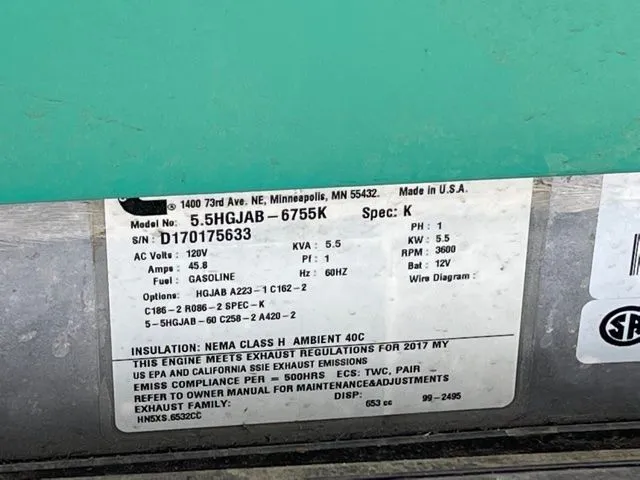 ® 1400 73rd Ave. NE, Minneapolis, MN 55432. Made in U.S.A.
Model No: 5.5HGJAB-6755K Spec: K
S/N: D170175633 PH: 1
AC Volts: 120V KVA: 5.5 KW: 5.5
Amps: 45.8 Pf: 1 RPM: 3600
Fuel: GASOLINE Hz: 60HZ Bat: 12V
Options: HGJAB A223-1 C162-2 Wire Diagram:
C186-2 R086-2 SPEC-K
5-5HGJAB-60 C258-2 A420-2
INSULATION: NEMA CLASS H AMBIENT 40C
THIS ENGINE MEETS EXHAUST REGULATIONS FOR 2017 MY
US EPA AND CALIFORNIA SSIE EXHAUST EMISSIONS
EMISS COMPLIANCE PER = 500HRS ECS: TWC, PAIR
REFER TO OWNER MANUAL FOR MAINTENANCE&ADJUSTMENTS
EXHAUST FAMILY: DISP: 653 cc 99-2495
HN5XS.6532CC